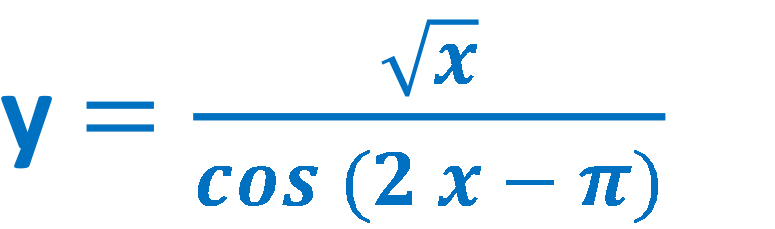 y = √x / cos (2 x − π)